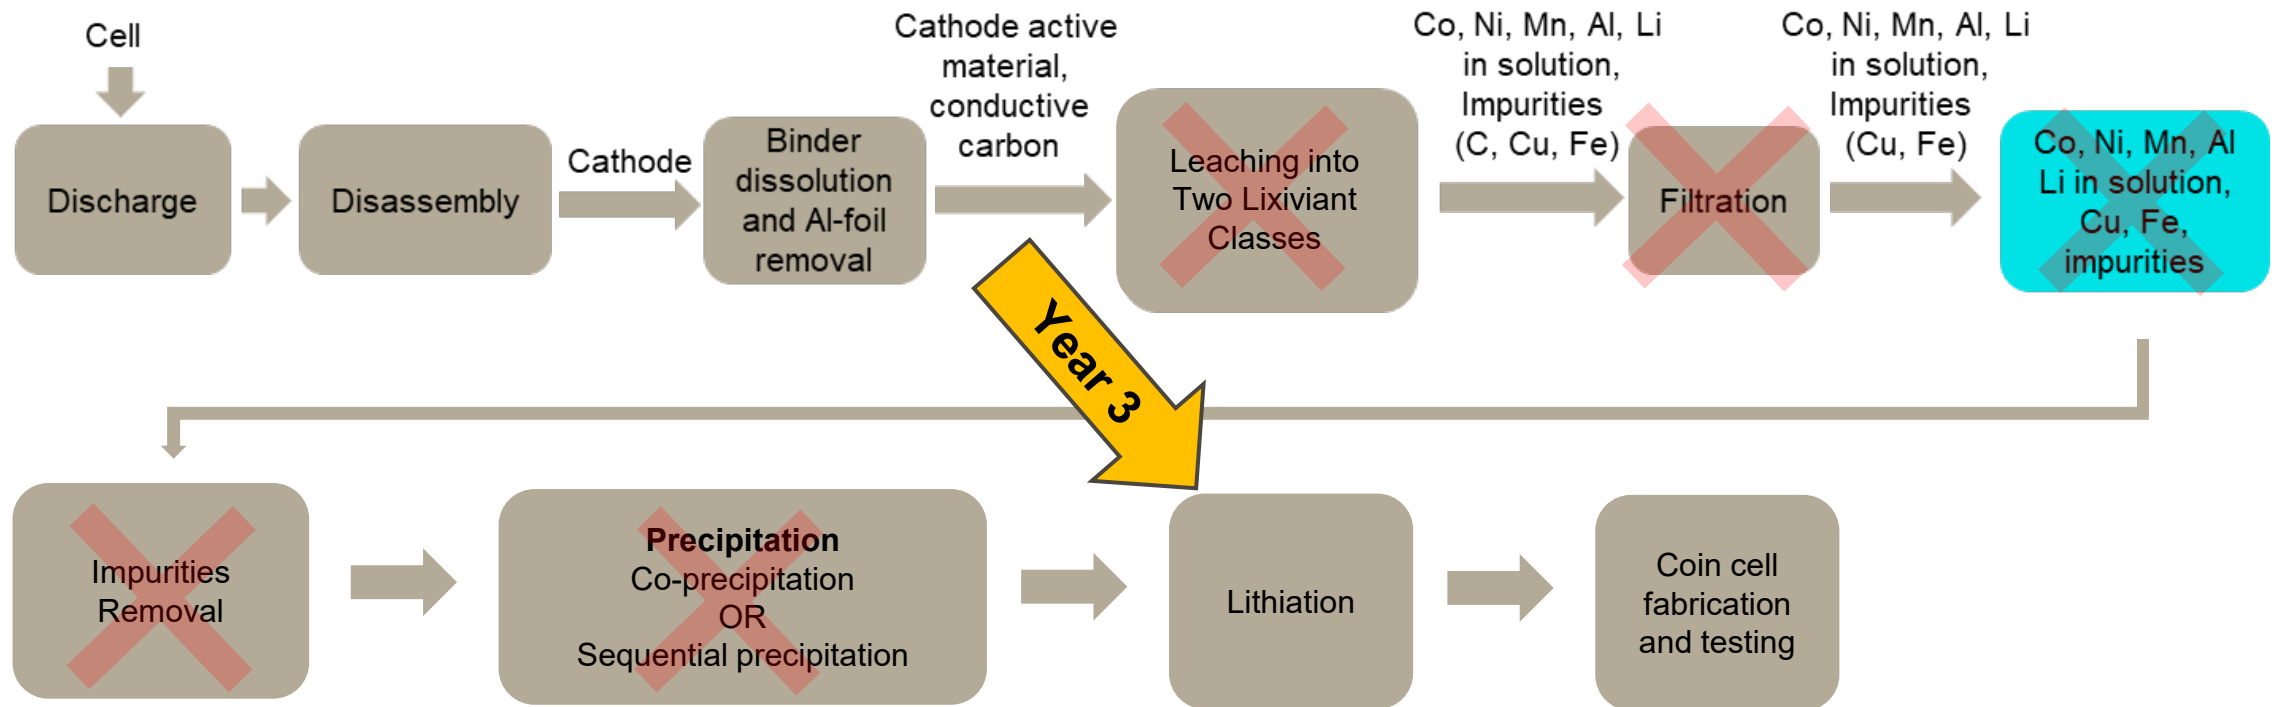 Cell
Discharge
Disassembly
Cathode
Binder
dissolution
and Al-foil
removal
Cathode active
material,
conductive
carbon
Leaching into
Two Lixiviant
Classes
Co, Ni, Mn, Al, Li
in solution,
Impurities
(C, Cu, Fe)
Filtration
Co, Ni, Mn, Al, Li
in solution,
Impurities
(Cu, Fe)
Co, Ni, Mn, Al
Li in solution,
Cu, Fe,
impurities
Year 3
Impurities
Removal
Precipitation
Co-precipitation
OR
Sequential precipitation
Lithiation
Coin cell
fabrication
and testing